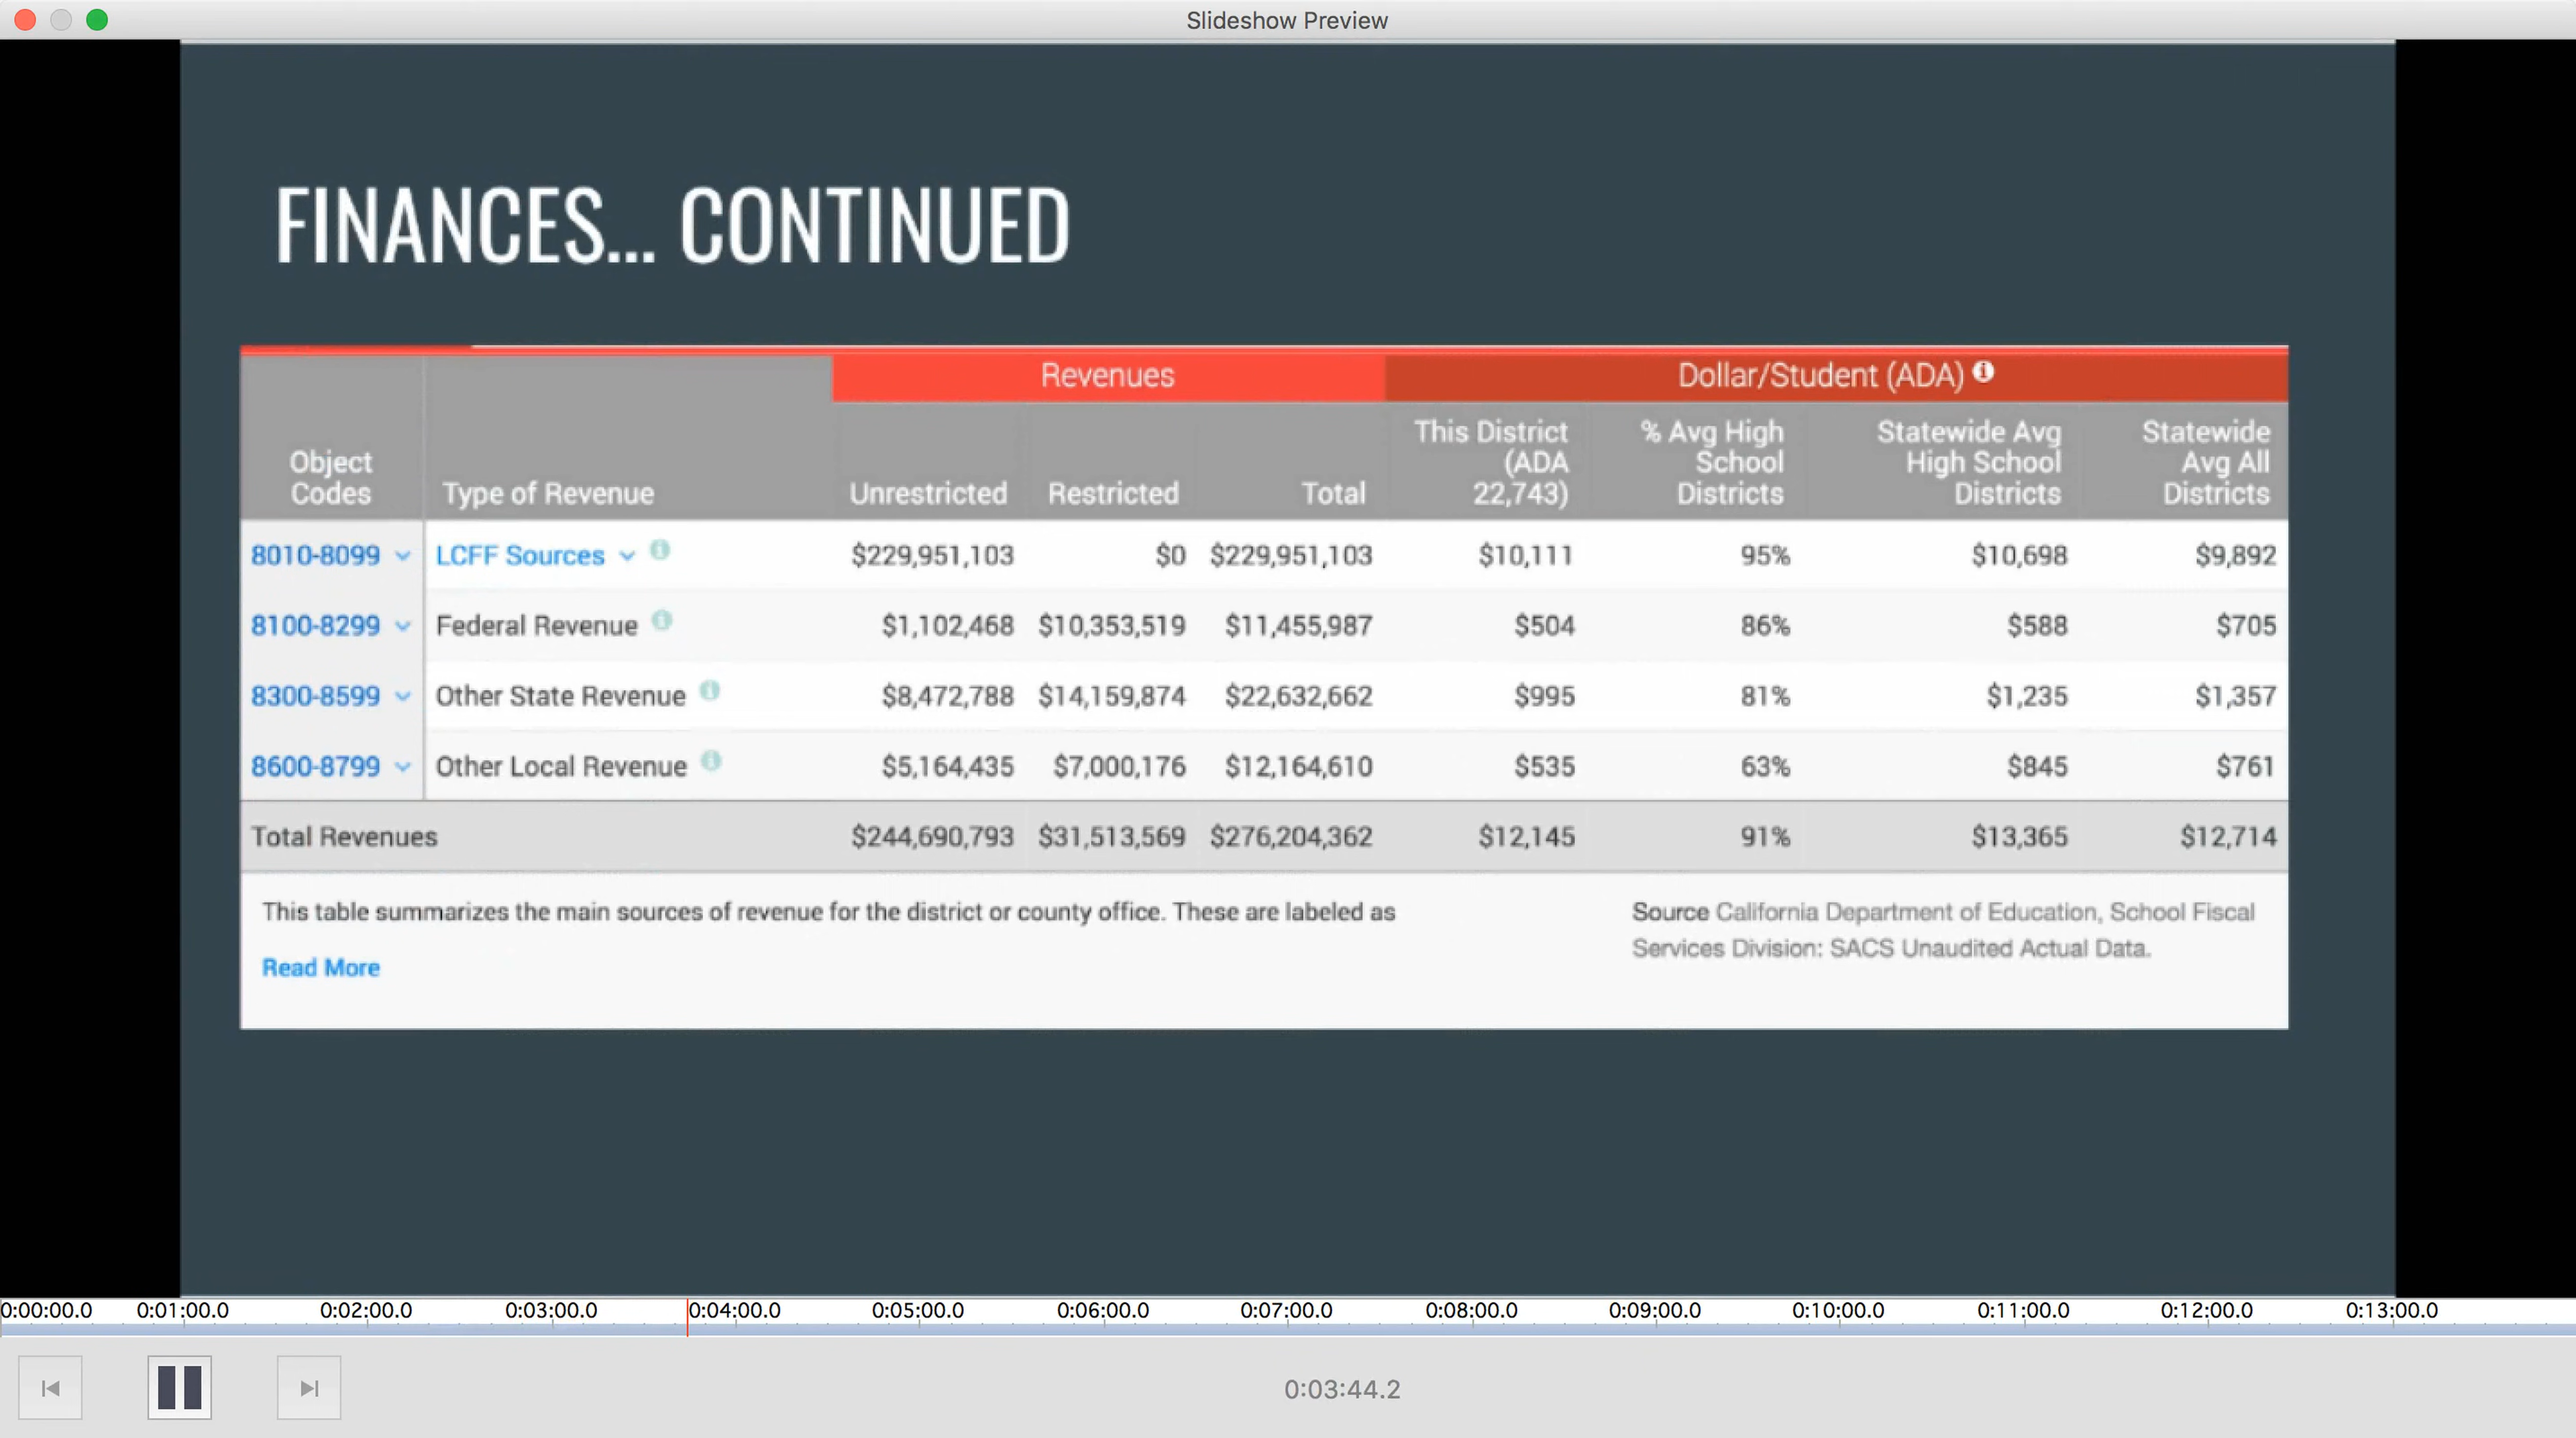 Slideshow Preview
FINANCES... CONTINUED
Revenues Dollar/Student (ADA)
Object Codes Type of Revenue Unrestricted Restricted Total This District (ADA 22,743) % Avg High School Districts Statewide Avg High School Districts Statewide Avg All Districts
8010-8099 LCFF Sources $229,951,103 $0 $229,951,103 $10,111 95% $10,698 $9,892
8100-8299 Federal Revenue $1,102,468 $10,353,519 $11,455,987 $504 86% $588 $705
8300-8599 Other State Revenue $8,472,788 $14,159,874 $22,632,662 $995 81% $1,235 $1,357
8600-8799 Other Local Revenue $5,164,435 $7,000,176 $12,164,610 $535 63% $845 $761
Total Revenues $244,690,793 $31,513,569 $276,204,362 $12,145 91% $13,365 $12,714
This table summarizes the main sources of revenue for the district or county office. These are labeled as
Read More
Source California Department of Education, School Fiscal
Services Division: SACS Unaudited Actual Data.
0:00:00.0 0:01:00.0 0:02:00.0 0:03:00.0 0:04:00.0 0:05:00.0 0:06:00.0 0:07:00.0 0:08:00.0 0:09:00.0 0:10:00.0 0:11:00.0 0:12:00.0 0:13:00.0
0:03:44.2